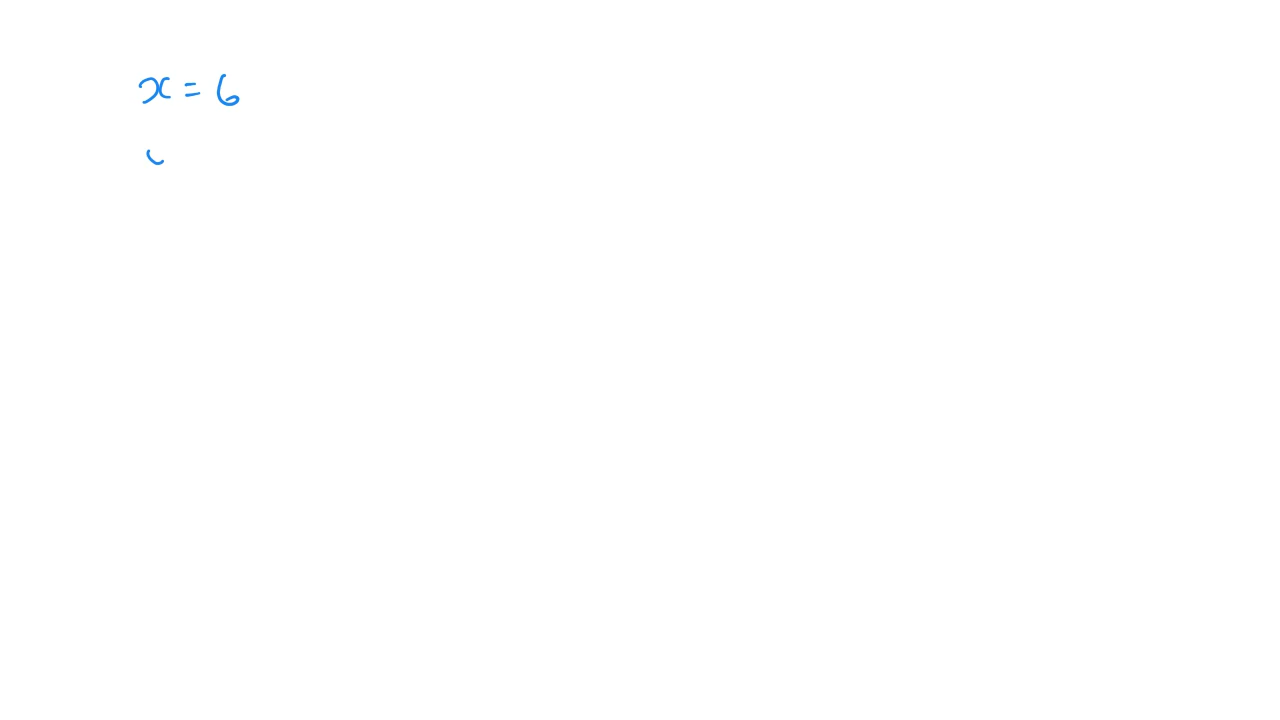 x = 6